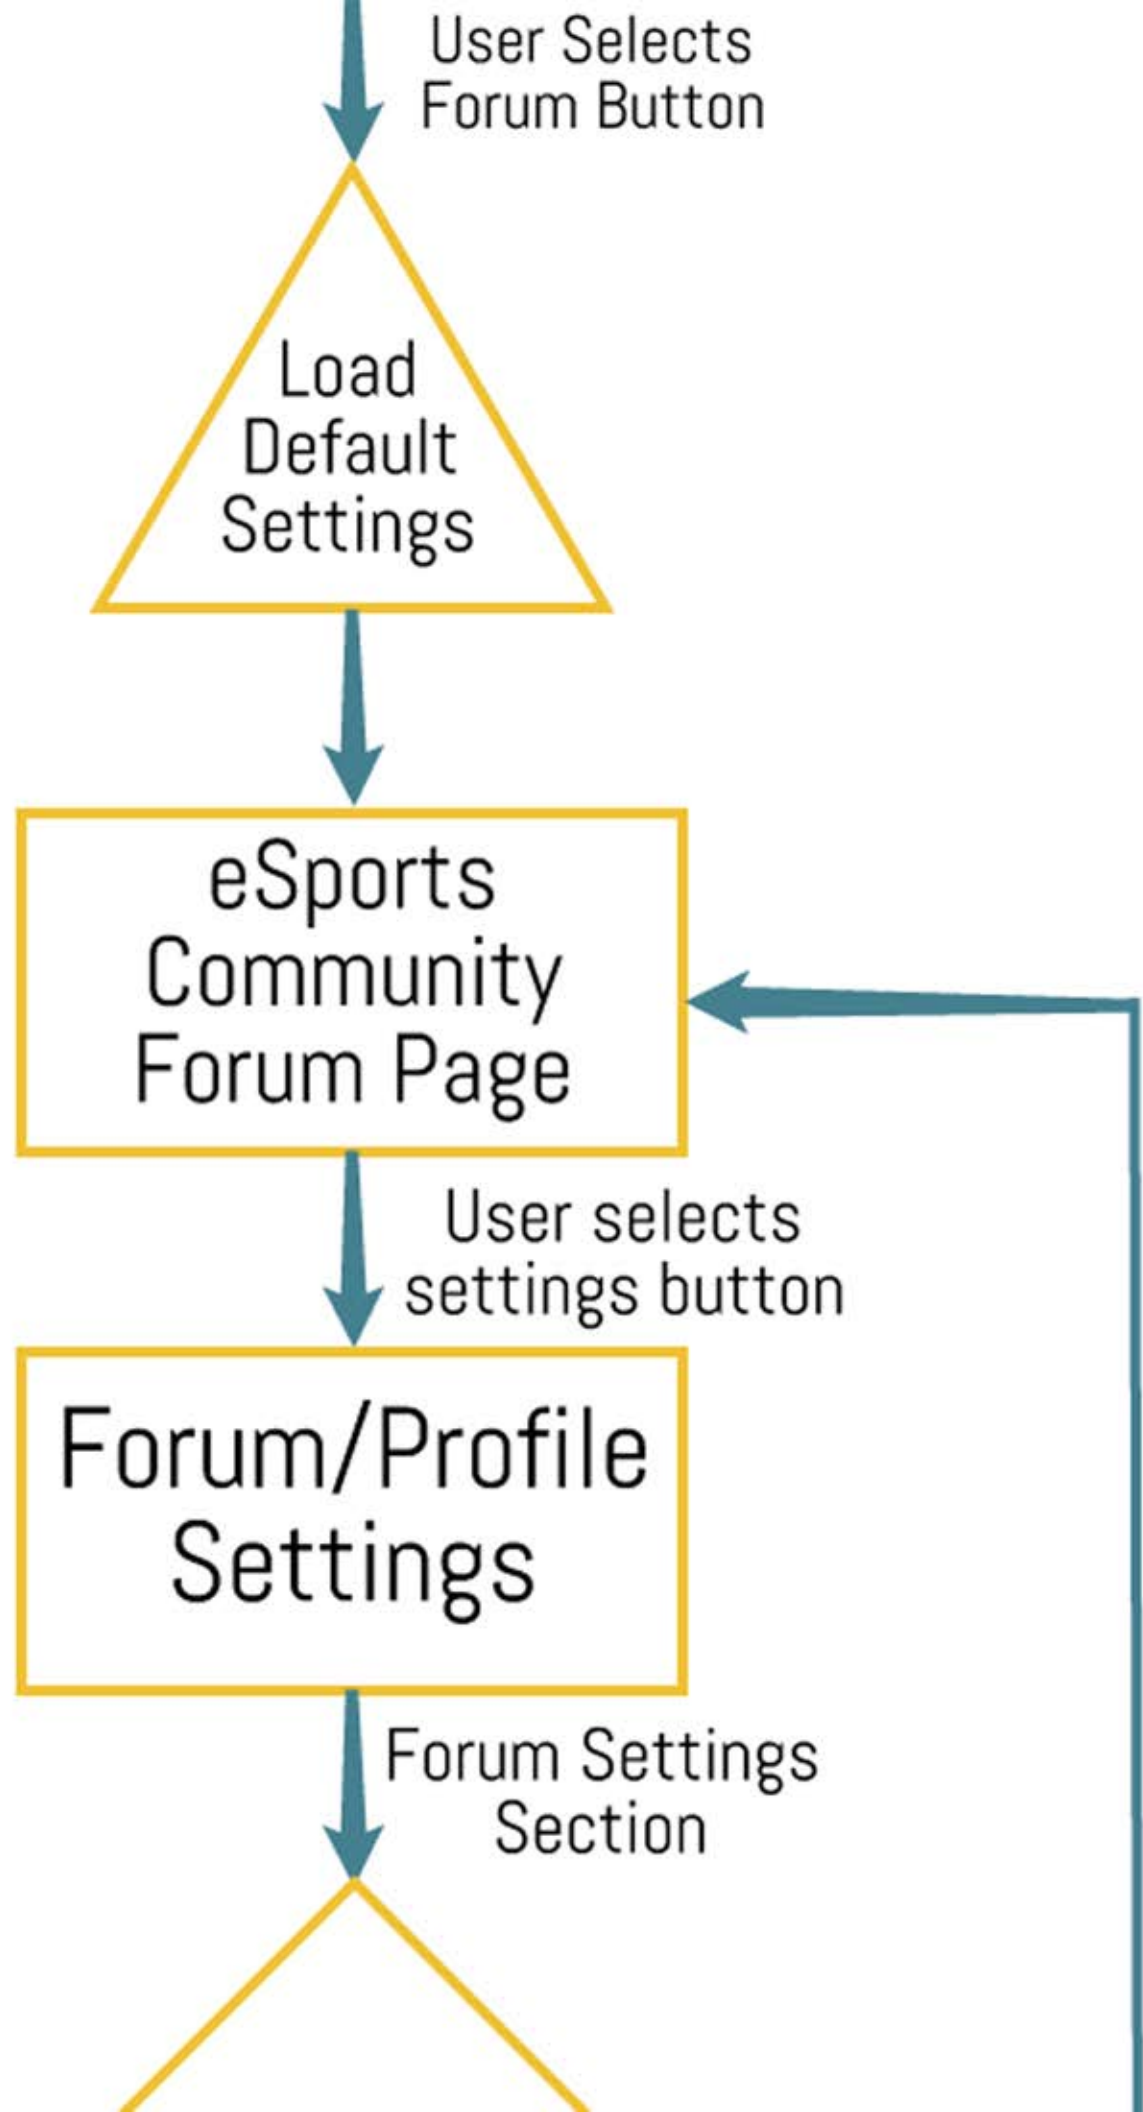 User Selects
Forum Button
Load
Default
Settings
eSports
Community
Forum Page
User selects
settings button
Forum/Profile
Settings
Forum Settings
Section